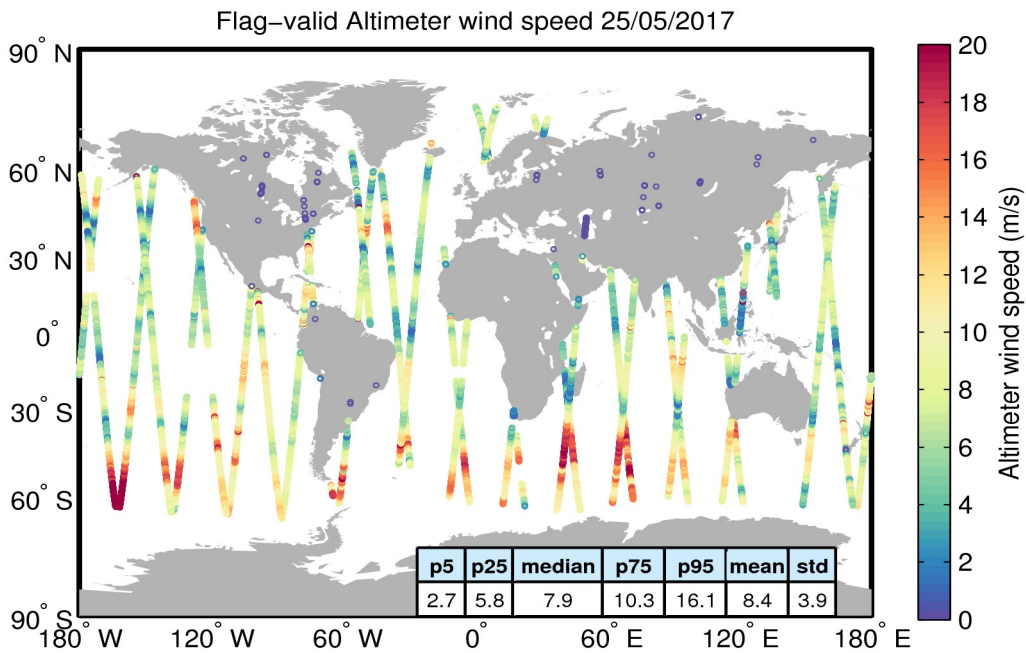 Flag−valid Altimeter wind speed 25/05/2017
90° N
60° N
30° N
0°
30° S
60° S
90° S
180° W
120° W
60° W
0°
60° E
120° E
180° E
p5 p25 median p75 p95 mean std
2.7 5.8 7.9 10.3 16.1 8.4 3.9
20
18
16
14
12
10
8
6
4
2
0
Altimeter wind speed (m/s)